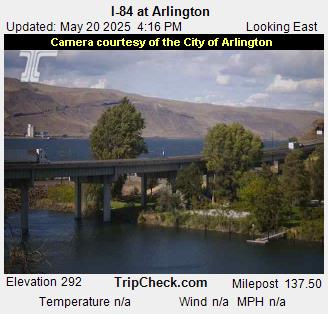 I-84 at Arlington
Updated: May 20 2025 4:16 PM Looking East
Camera courtesy of the City of Arlington
Elevation 292 TripCheck.com Milepost 137.50
Temperature n/a Wind n/a MPH n/a